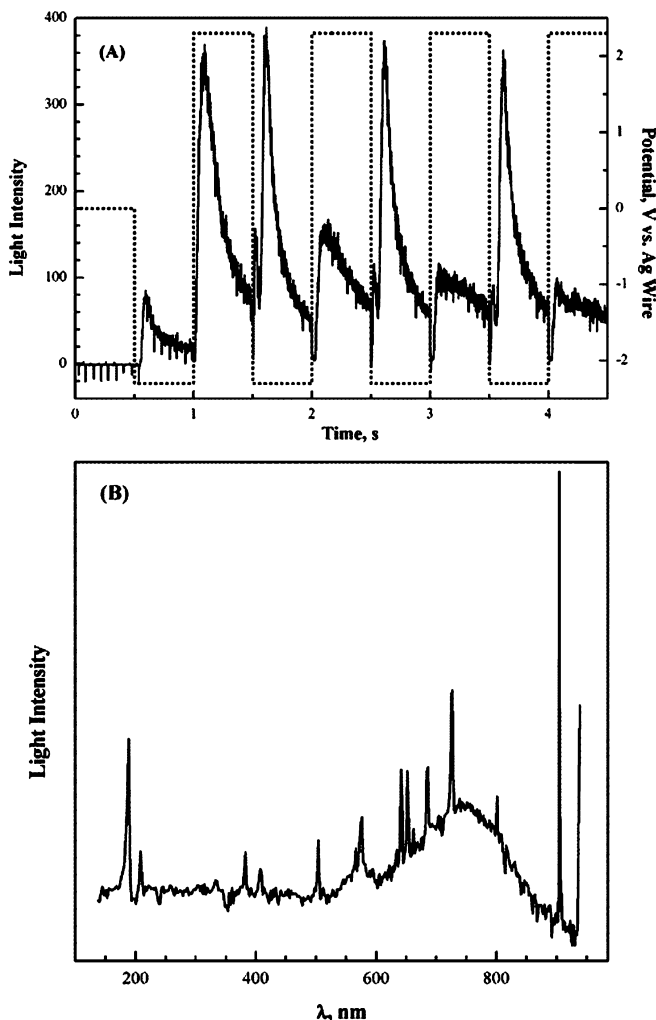 (A)
400
300
200
100
0
Light Intensity
2
1
0
-1
-2
Potential, V vs. Ag Wire
0
1
2
3
4
Time, s
(B)
Light Intensity
200
400
600
800
λ, nm